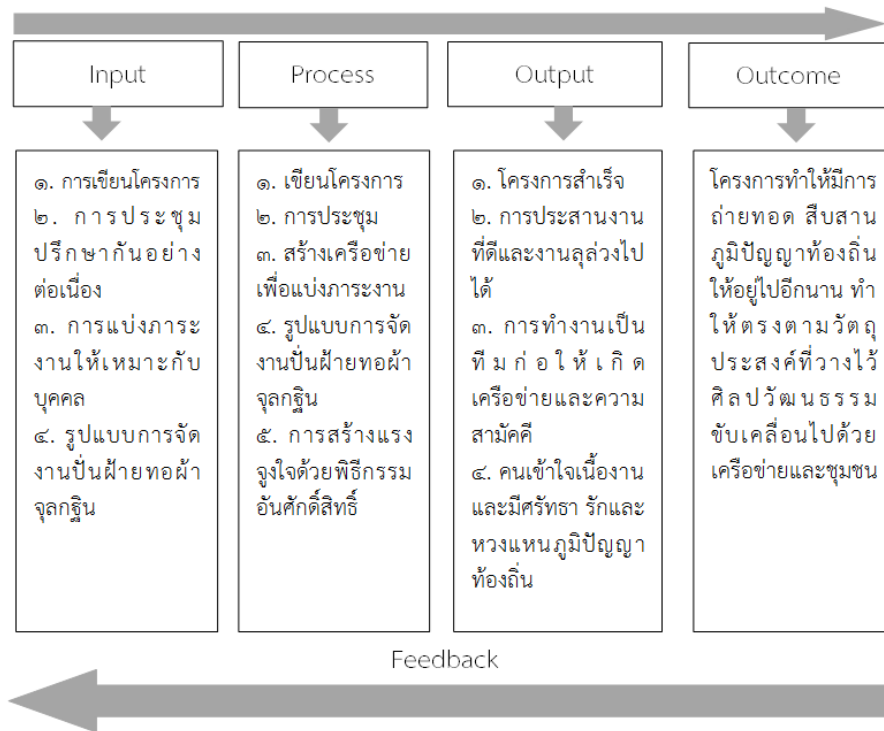 Input
Process
Output
Outcome
๑. การเขียนโครงการ
๒. การประชุม
ปรึกษากันอย่าง
ต่อเนื่อง
๓. การแบ่งภาระ
งานให้เหมาะกับ
บุคคล
๔. รูปแบบการจัด
งานปั่นฝ้ายทอผ้า
จุลกฐิน
๑. เขียนโครงการ
๒. การประชุม
๓. สร้างเครือข่าย
เพื่อแบ่งภาระงาน
๔. รูปแบบการจัด
งานปั่นฝ้ายทอผ้า
จุลกฐิน
๕. การสร้างแรง
จูงใจด้วยพิธีกรรม
อันศักดิ์สิทธิ์
๑. โครงการสำเร็จ
๒. การประสานงาน
ที่ดีและงานลุล่วงไป
ได้
๓. การทำงานเป็น
ทีมก่อให้เกิด
เครือข่ายและความ
สามัคคี
๔. คนเข้าใจเนื้องาน
และมีศรัทธา รักและ
หวงแหนภูมิปัญญา
ท้องถิ่น
โครงการทำให้มีการ
ถ่ายทอด สืบสาน
ภูมิปัญญาท้องถิ่น
ให้อยู่ไปอีกนาน ทำ
ให้ตรงตามวัตถุ
ประสงค์ที่วางไว้
ศิลปวัฒนธรรม
ขับเคลื่อนไปด้วย
เครือข่ายและชุมชน
Feedback